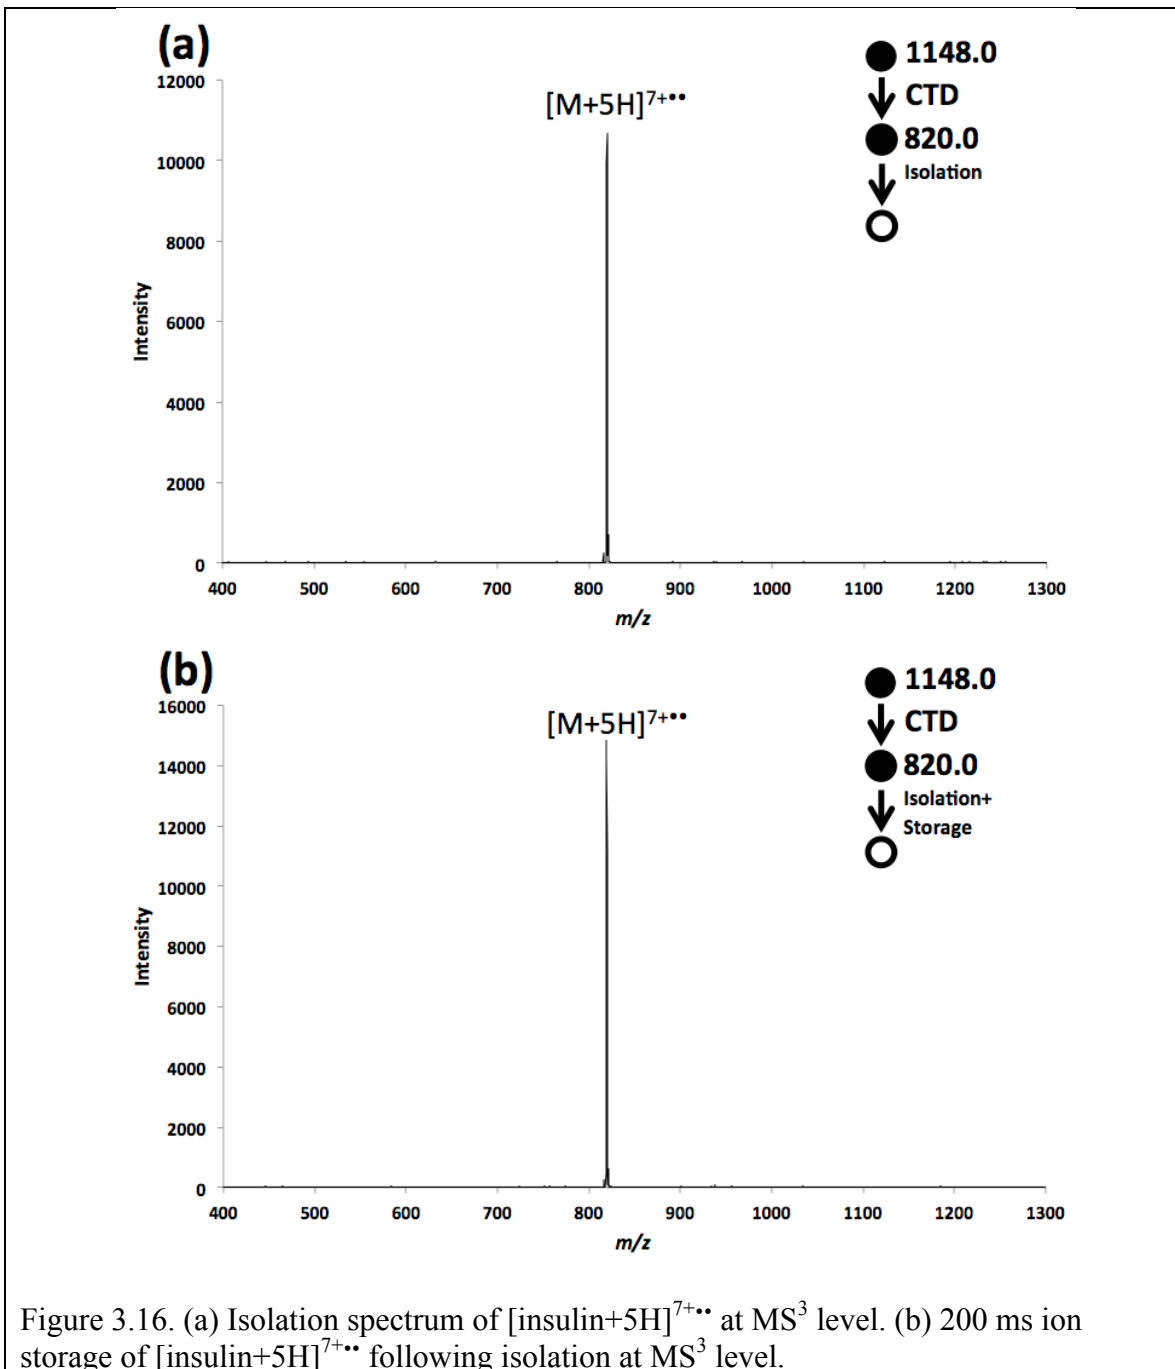 (a)
1148.0
CTD
820.0
Isolation
[M+5H]7+••
12000
10000
8000
6000
4000
2000
0
Intensity
400 500 600 700 800 900 1000 1100 1200 1300
m/z
(b)
1148.0
CTD
820.0
Isolation+
Storage
[M+5H]7+••
16000
14000
12000
10000
8000
6000
4000
2000
0
Intensity
400 500 600 700 800 900 1000 1100 1200 1300
m/z
Figure 3.16. (a) Isolation spectrum of [insulin+5H]7+•• at MS3 level. (b) 200 ms ion
storage of [insulin+5H]7+•• following isolation at MS3 level.